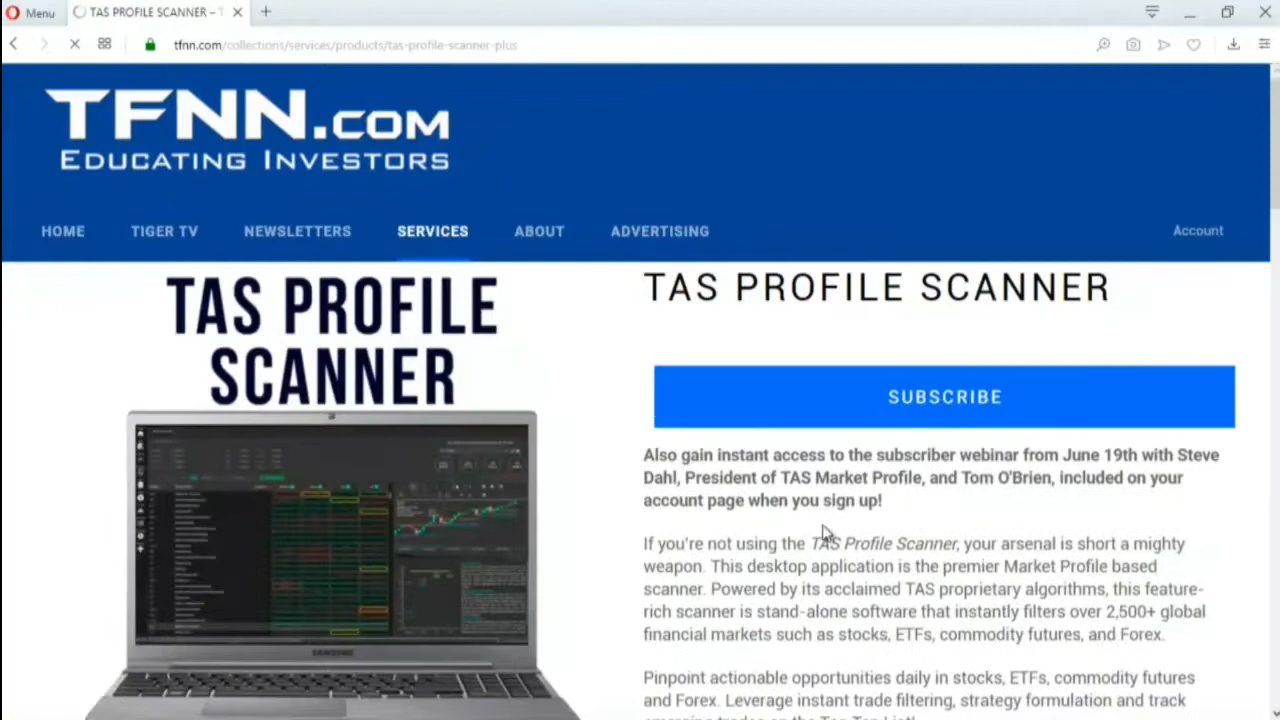 Menu
TAS PROFILE SCANNER –
tfnn.com/collections/services/products/tas-profile-scanner-plus
TFNN.COM
EDUCATING INVESTORS
HOME TIGER TV NEWSLETTERS SERVICES ABOUT ADVERTISING Account
TAS PROFILE
SCANNER
SAMSUNG
TAS PROFILE SCANNER
SUBSCRIBE
Also gain instant access to the subscriber webinar from June 19th with Steve
Dahl, President of TAS Market Profile, and Tom O'Brien, included on your
account page when you sign up!
If you're not using the TAS Profile Scanner, your arsenal is short a mighty
weapon. This desktop application is the premier Market Profile based
scanner. Powered by its acclaimed TAS proprietary algorithms, this feature-
rich scanner is stand-alone software that instantly filters over 2,500+ global
financial markets such as stocks, ETFs, commodity futures, and Forex.
Pinpoint actionable opportunities daily in stocks, ETFs, commodity futures
and Forex. Leverage instant trade filtering, strategy formulation and track